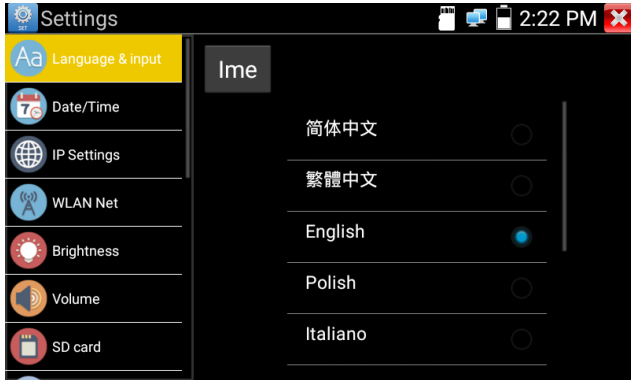 Settings
2:22 PM
SET
Language & input
Date/Time
IP Settings
WLAN Net
Brightness
Volume
SD card
Ime
简体中文
繁體中文
English
Polish
Italiano